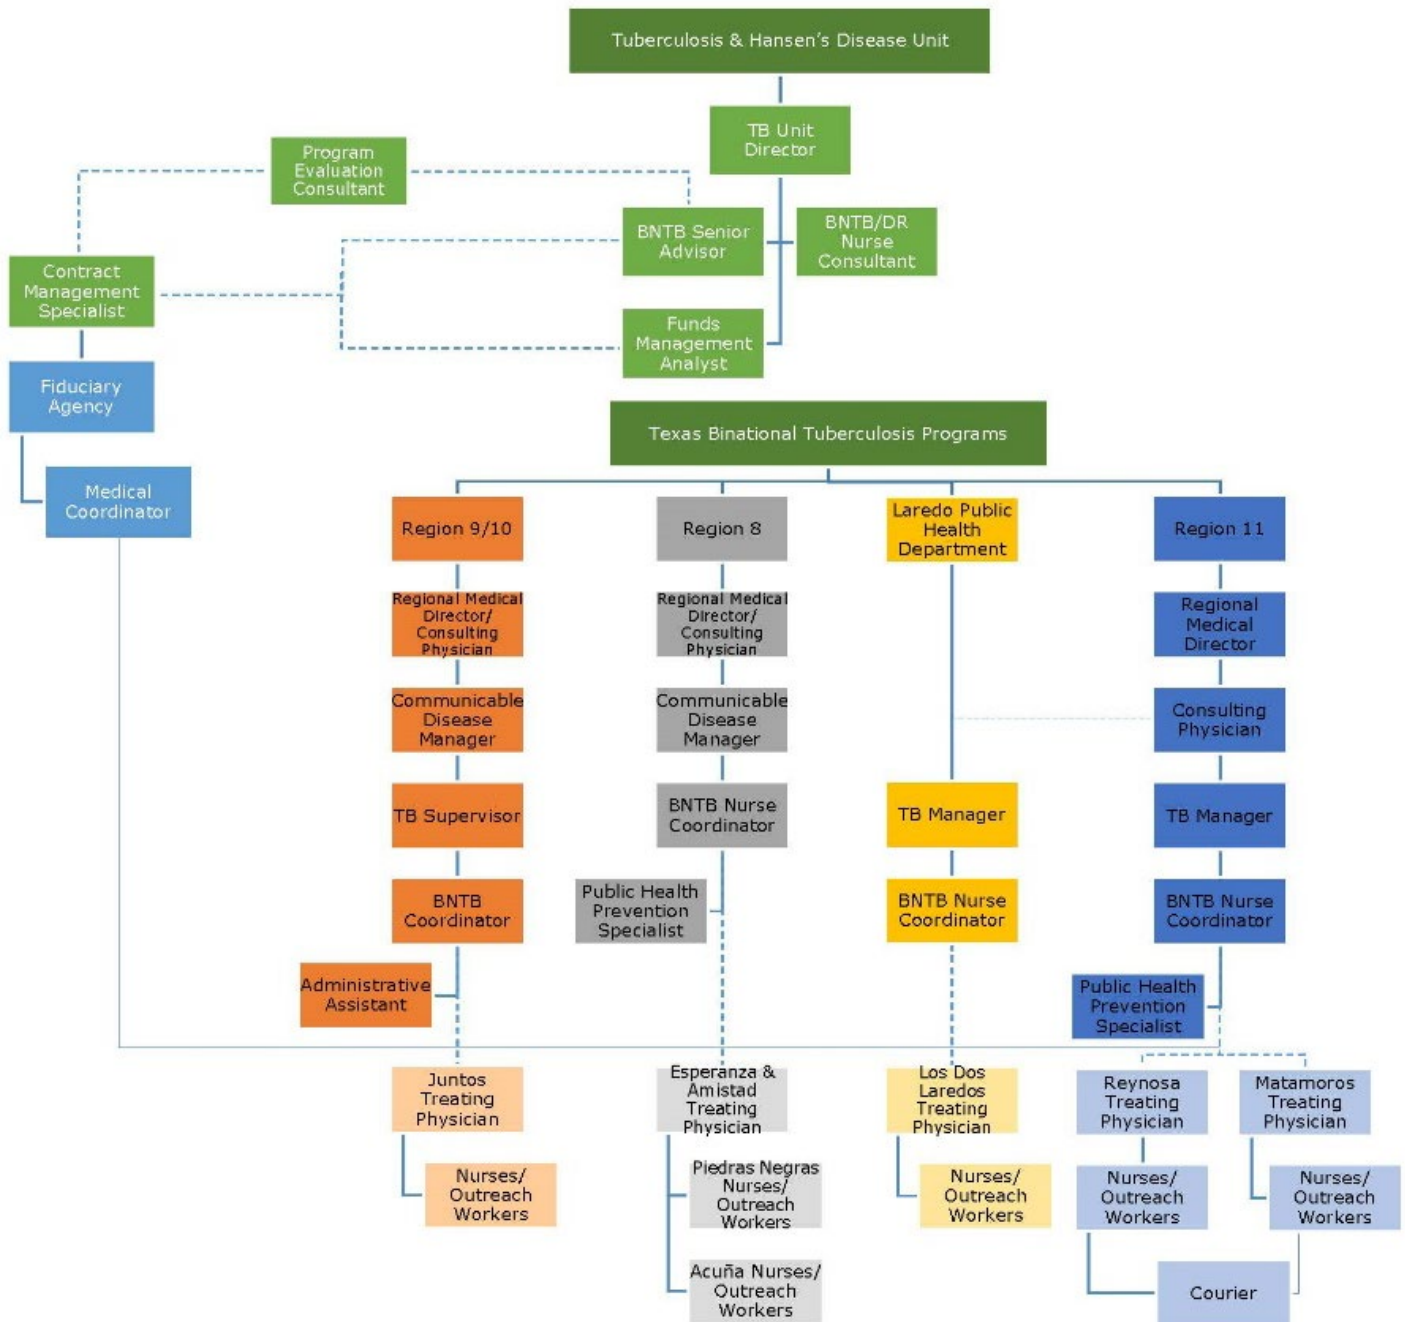 Tuberculosis & Hansen's Disease Unit
TB Unit
Director
Program
Evaluation
Consultant
BNTB Senior
Advisor
BNTB/DR
Nurse
Consultant
Contract
Management
Specialist
Funds
Management
Analyst
Fiduciary
Agency
Medical
Coordinator
Texas Binational Tuberculosis Programs
Region 9/10
Regional Medical
Director/
Consulting
Physician
Communicable
Disease
Manager
TB Supervisor
BNTB
Coordinator
Administrative
Assistant
Juntos
Treating
Physician
Nurses/
Outreach
Workers
Region 8
Regional Medical
Director/
Consulting
Physician
Communicable
Disease
Manager
BNTB Nurse
Coordinator
Public Health
Prevention
Specialist
Esperanza &
Amistad
Treating
Physician
Piedras Negras
Nurses/
Outreach
Workers
Acuña Nurses/
Outreach
Workers
Laredo Public
Health
Department
TB Manager
BNTB Nurse
Coordinator
Los Dos
Laredos
Treating
Physician
Nurses/
Outreach
Workers
Region 11
Regional
Medical
Director
Consulting
Physician
TB Manager
BNTB Nurse
Coordinator
Public Health
Prevention
Specialist
Reynosa
Treating
Physician
Nurses/
Outreach
Workers
Matamoros
Treating
Physician
Nurses/
Outreach
Workers
Courier